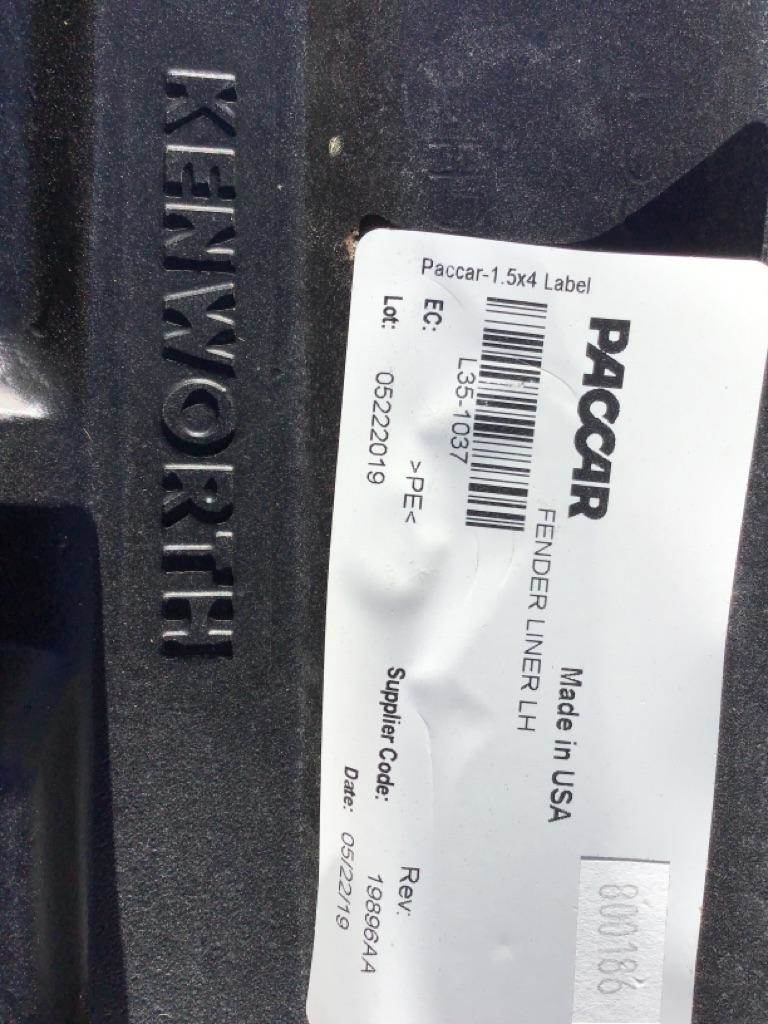 KENWORTH
Paccar-1.5x4 Label
PACCAR
Made in USA
800186
FENDER LINER LH
L35-1037
EC:
>PE<
Rev:
Lot: 05222019
Supplier Code: 19896AA
Date: 05/22/19